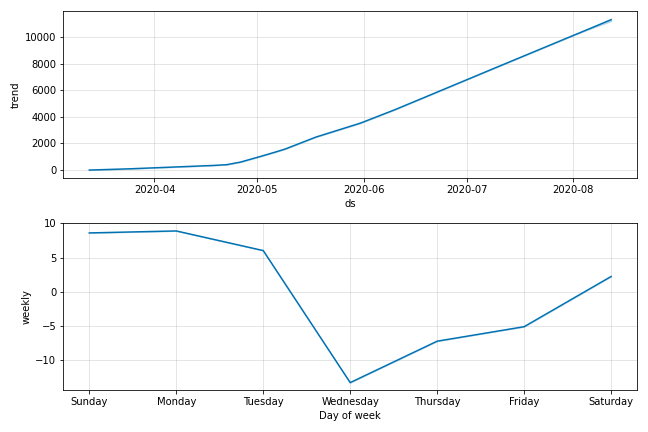 10000
8000
6000
4000
2000
0
trend
2020-04 2020-05 2020-06 2020-07 2020-08
ds
10
5
0
−5
−10
weekly
Sunday Monday Tuesday Wednesday Thursday Friday Saturday
Day of week